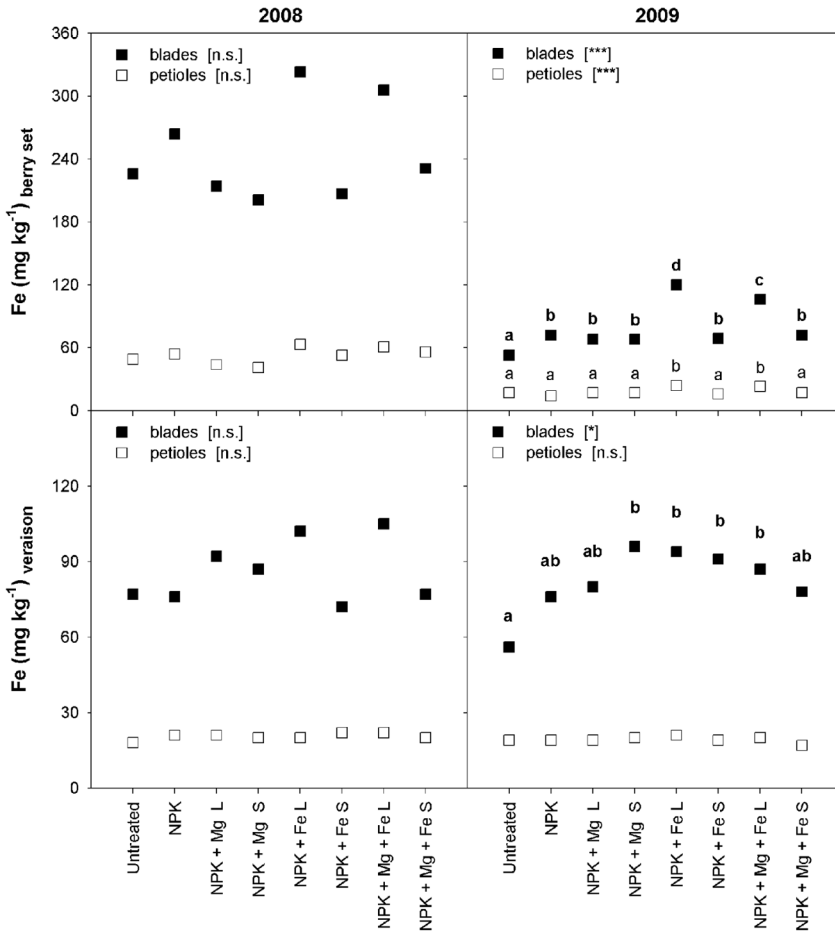 2008 2009
360
300
240
180
120
60
0
Fe (mg kg-1) berry set
blades [n.s.]
petioles [n.s.]
blades [***]
petioles [***]
a b b b d b c b
a a a a b a b a
120
90
60
30
0
Fe (mg kg-1) veraison
blades [n.s.]
petioles [n.s.]
blades [*]
petioles [n.s.]
a ab ab b b b b ab
Untreated
NPK
NPK + Mg L
NPK + Mg S
NPK + Fe L
NPK + Fe S
NPK + Mg + Fe L
NPK + Mg + Fe S
Untreated
NPK
NPK + Mg L
NPK + Mg S
NPK + Fe L
NPK + Fe S
NPK + Mg + Fe L
NPK + Mg + Fe S